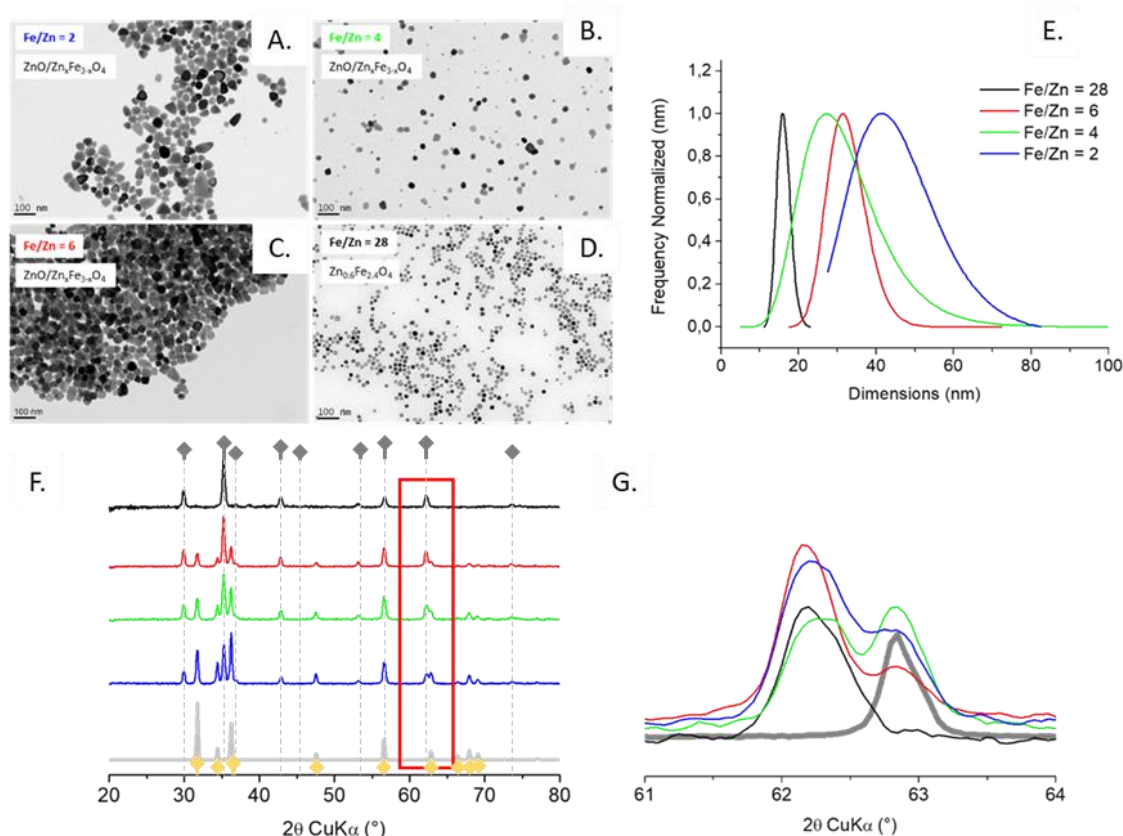 Fe/Zn = 2
A.
ZnO/ZnₓFe₃₋ₓO₄
100 nm
Fe/Zn = 4
B.
ZnO/ZnₓFe₃₋ₓO₄
100 nm
Fe/Zn = 6
C.
ZnO/ZnₓFe₃₋ₓO₄
100 nm
Fe/Zn = 28
D.
Zn₀.₆Fe₂.₄O₄
100 nm
E.
Frequency Normalized (nm)
1,2
1,0
0,8
0,6
0,4
0,2
0,0
Fe/Zn = 28
Fe/Zn = 6
Fe/Zn = 4
Fe/Zn = 2
0 20 40 60 80 100
Dimensions (nm)
F.
20 30 40 50 60 70 80
2θ CuKα (°)
G.
61 62 63 64
2θ CuKα (°)